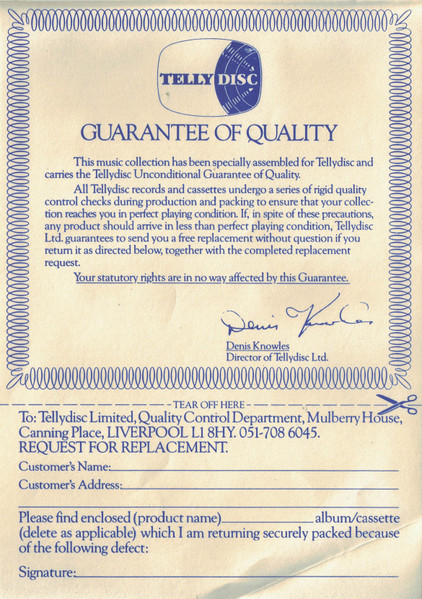 TELLY DISC
GUARANTEE OF QUALITY
This music collection has been specially assembled for Tellydisc and
carries the Tellydisc Unconditional Guarantee of Quality.
All Tellydisc records and cassettes undergo a series of rigid quality
control checks during production and packing to ensure that your collec-
tion reaches you in perfect playing condition. If, in spite of these precautions,
any product should arrive in less than perfect playing condition, Tellydisc
Ltd. guarantees to send you a free replacement without question if you
return it as directed below, together with the completed replacement
request.
Your statutory rights are in no way affected by this Guarantee.
Denis Knowles
Denis Knowles
Director of Tellydisc Ltd.
TEAR OFF HERE
To: Tellydisc Limited, Quality Control Department, Mulberry House,
Canning Place, LIVERPOOL L1 8HY. 051-708 6045.
REQUEST FOR REPLACEMENT.
Customer's Name:
Customer's Address:
Please find enclosed (product name) album/cassette
(delete as applicable) which I am returning securely packed because
of the following defect:
Signature: